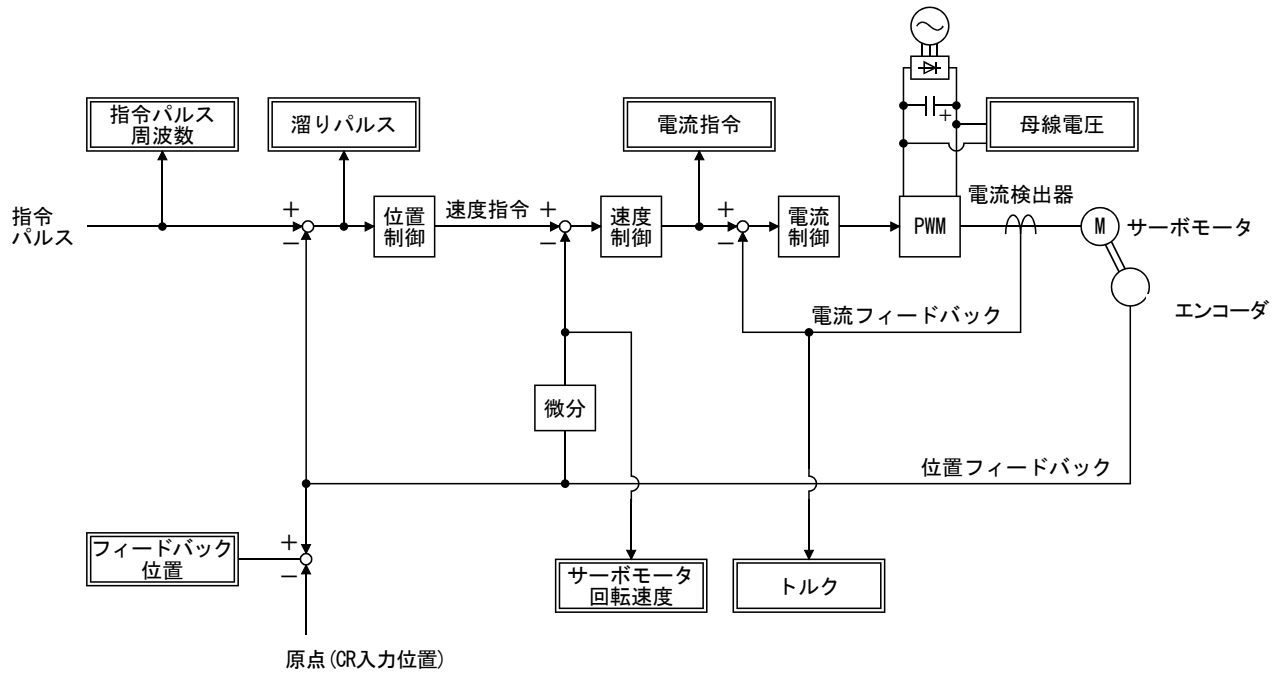 指令パルス
周波数
溜りパルス
電流指令
母線電圧
指令
パルス
+
−
位置
制御
速度指令
+
−
速度
制御
+
−
電流
制御
PWM
+
電流検出器
M
サーボモータ
エンコーダ
電流フィードバック
微分
位置フィードバック
フィードバック
位置
+
−
サーボモータ
回転速度
トルク
原点(CR入力位置)